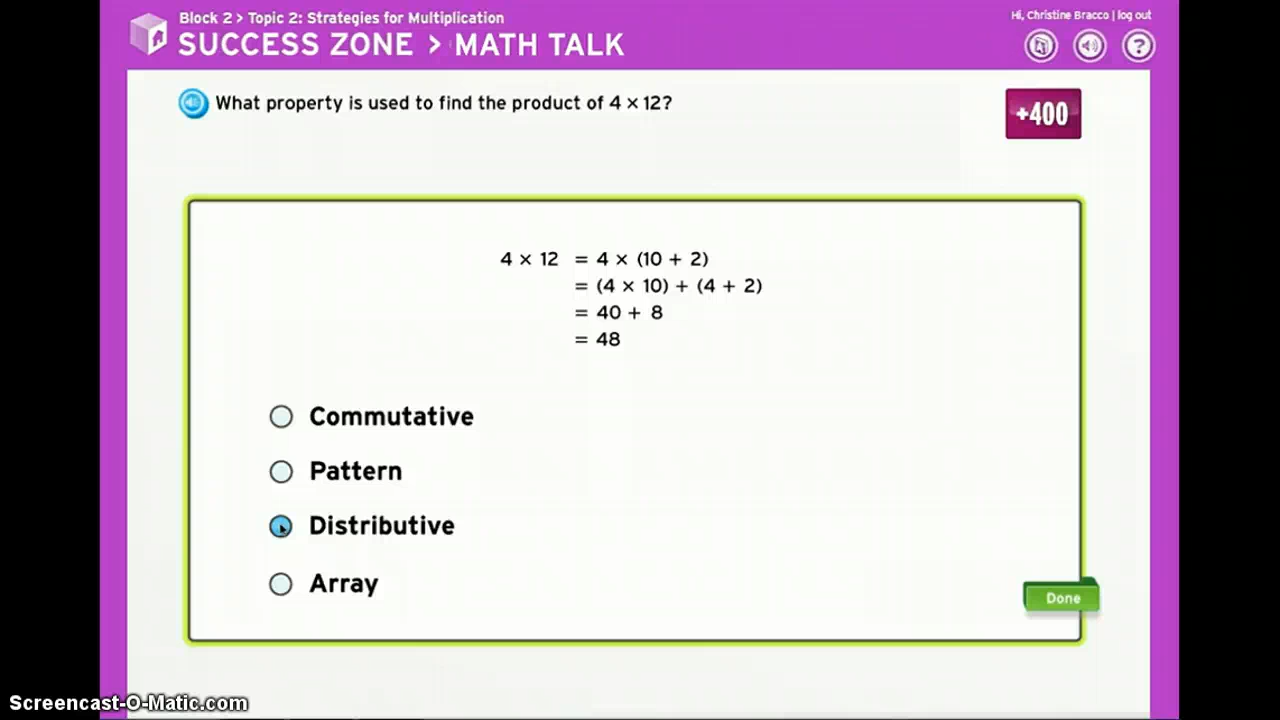 Block 2 > Topic 2: Strategies for Multiplication
Hi, Christine Bracco | log out
SUCCESS ZONE > MATH TALK
?
What property is used to find the product of 4 × 12?
+400
4 × 12 = 4 × (10 + 2)
= (4 × 10) + (4 + 2)
= 40 + 8
= 48
Commutative
Pattern
Distributive
Array
Done
Screencast-O-Matic.com